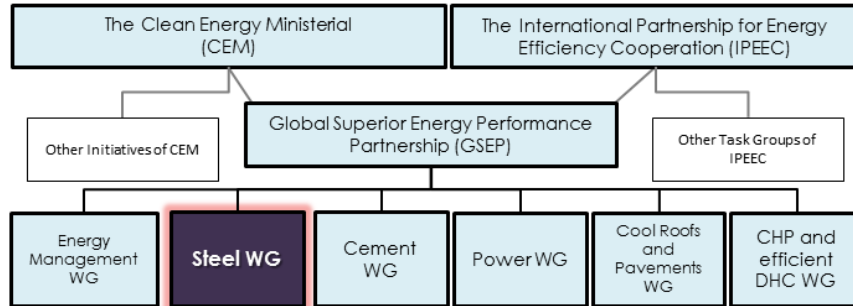 The Clean Energy Ministerial
(CEM)
The International Partnership for Energy
Efficiency Cooperation (IPEEC)
Other Initiatives of CEM
Global Superior Energy Performance
Partnership (GSEP)
Other Task Groups of
IPEEC
Energy
Management
WG
Steel WG
Cement
WG
Power WG
Cool Roofs
and
Pavements
WG
CHP and
efficient
DHC WG